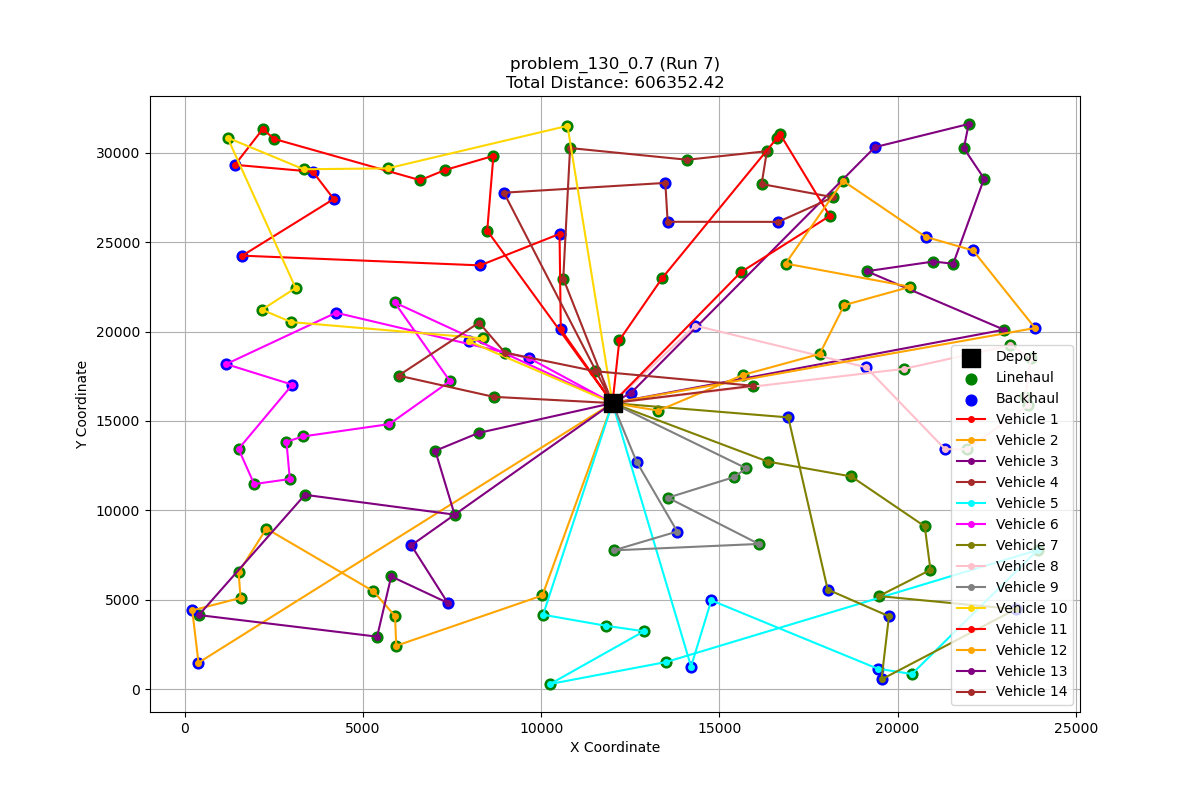 problem_130_0.7 (Run 7)
Total Distance: 606352.42
Y Coordinate
30000
25000
20000
15000
10000
5000
0
0
5000
10000
15000
20000
25000
X Coordinate
Depot
Linehaul
Backhaul
Vehicle 1
Vehicle 2
Vehicle 3
Vehicle 4
Vehicle 5
Vehicle 6
Vehicle 7
Vehicle 8
Vehicle 9
Vehicle 10
Vehicle 11
Vehicle 12
Vehicle 13
Vehicle 14